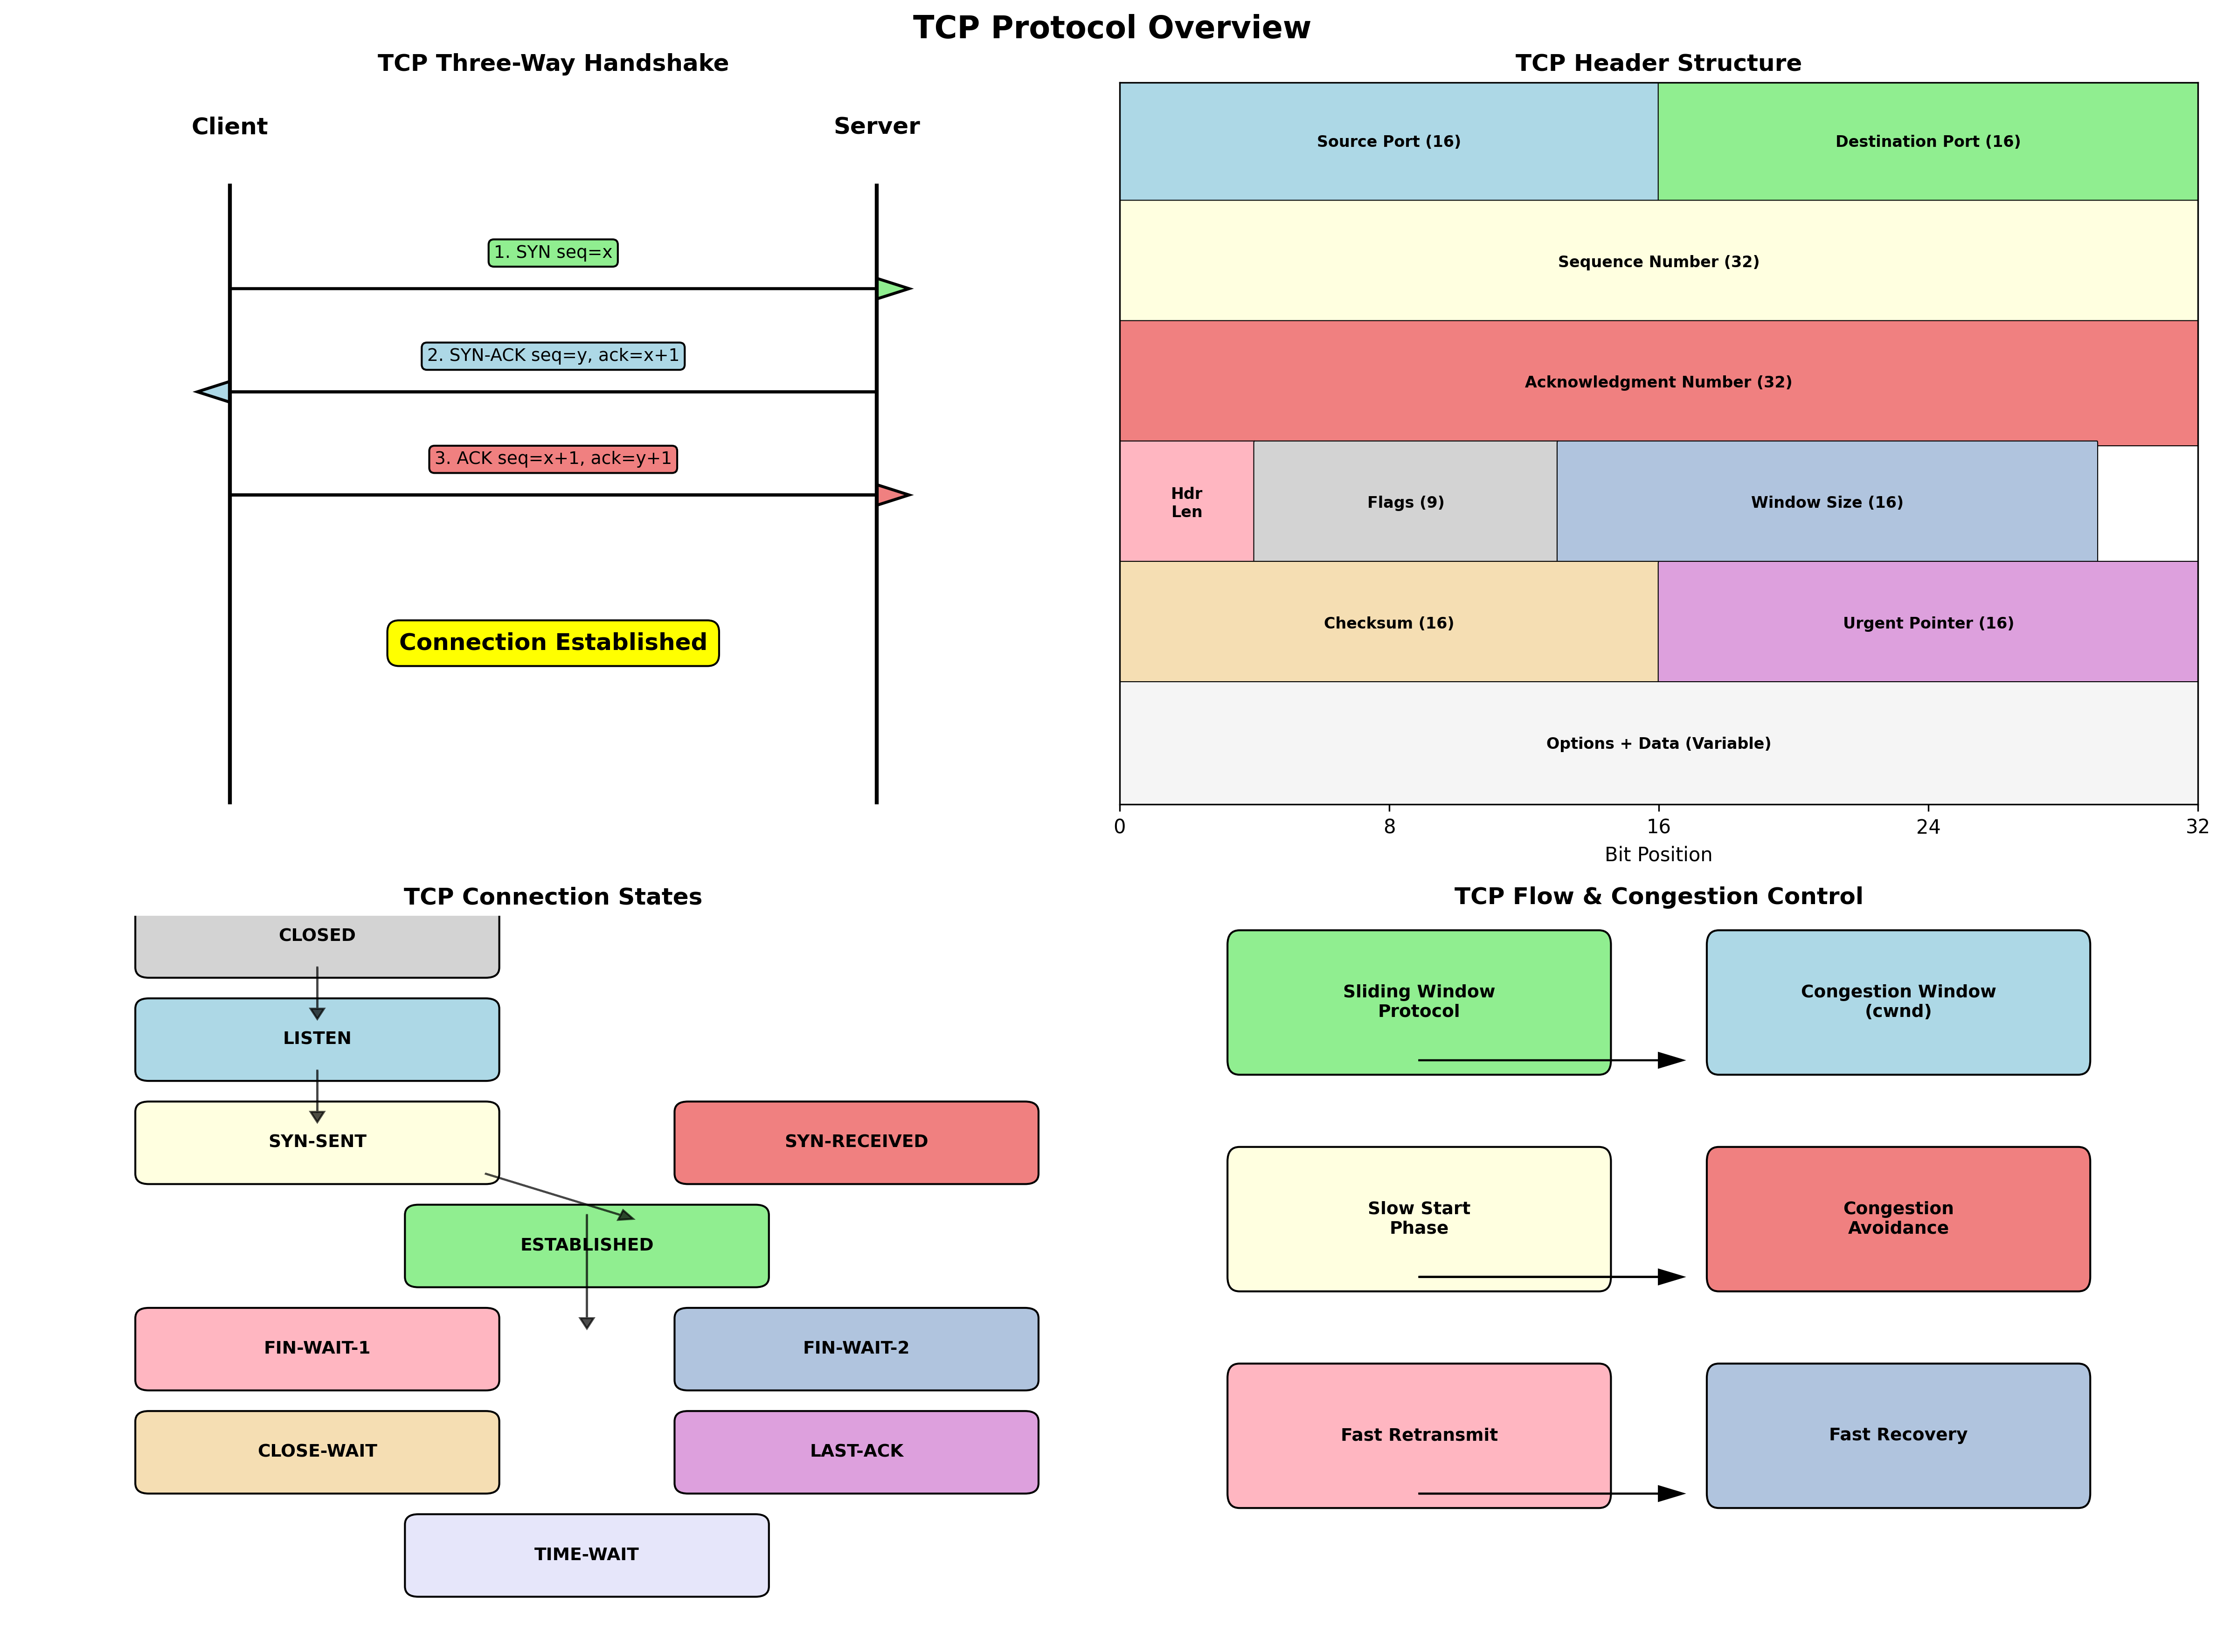 TCP Protocol Overview
TCP Three-Way Handshake
Client
Server
1. SYN seq=x
2. SYN-ACK seq=y, ack=x+1
3. ACK seq=x+1, ack=y+1
Connection Established
TCP Header Structure
Source Port (16)
Destination Port (16)
Sequence Number (32)
Acknowledgment Number (32)
Hdr
Len
Flags (9)
Window Size (16)
Checksum (16)
Urgent Pointer (16)
Options + Data (Variable)
0
8
16
24
32
Bit Position
TCP Connection States
CLOSED
LISTEN
SYN-SENT
SYN-RECEIVED
ESTABLISHED
FIN-WAIT-1
FIN-WAIT-2
CLOSE-WAIT
LAST-ACK
TIME-WAIT
TCP Flow & Congestion Control
Sliding Window
Protocol
Congestion Window
(cwnd)
Slow Start
Phase
Congestion
Avoidance
Fast Retransmit
Fast Recovery